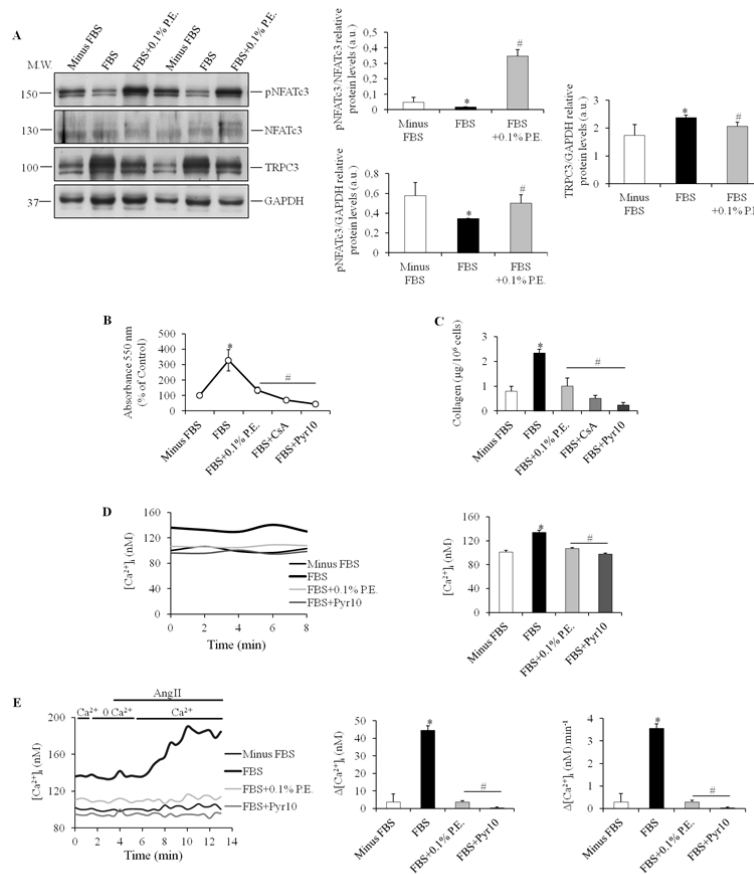 A
Minus FBS
FBS
FBS+0.1% P.E.
Minus FBS
FBS
FBS+0.1% P.E.
M.W.
150
pNFATc3
130
NFATc3
100
TRPC3
37
GAPDH
pNFATc3/NFATc3 relative
protein levels (a.u.)
0,5
0,4
0,3
0,2
0,1
0
*
#
Minus
FBS
FBS
FBS
+0.1% P.E.
pNFATc3/GAPDH relative
protein levels (a.u.)
0,8
0,6
0,4
0,2
0
*
#
Minus
FBS
FBS
FBS
+0.1% P.E.
TRPC3/GAPDH relative
protein levels (a.u.)
3
2
1
0
*
#
Minus
FBS
FBS
FBS
+0.1% P.E.
B
Absorbance 550 nm
(% of Control)
500
400
300
200
100
0
*
#
Minus FBS
FBS
FBS+0.1% P.E.
FBS+CsA
FBS+Pyr10
C
Collagen (µg/10⁶ cells)
3
2
1
0
*
#
Minus FBS
FBS
FBS+0.1% P.E.
FBS+CsA
FBS+Pyr10
D
[Ca²⁺]ᵢ (nM)
160
120
80
40
0
0
2
4
6
8
Time (min)
Minus FBS
FBS
FBS+0.1% P.E.
FBS+Pyr10
[Ca²⁺]ᵢ (nM)
160
120
80
40
0
*
#
Minus FBS
FBS
FBS+0.1% P.E.
FBS+Pyr10
E
AngII
Ca²⁺
0 Ca²⁺
Ca²⁺
[Ca²⁺]ᵢ (nM)
200
160
120
80
0
2
4
6
8
10
12
14
Time (min)
Minus FBS
FBS
FBS+0.1% P.E.
FBS+Pyr10
Δ[Ca²⁺]ᵢ (nM)
50
40
30
20
10
0
*
#
Minus FBS
FBS
FBS+0.1% P.E.
FBS+Pyr10
Δ[Ca²⁺]ᵢ (nM) min⁻¹
4
3
2
1
0
*
#
Minus FBS
FBS
FBS+0.1% P.E.
FBS+Pyr10